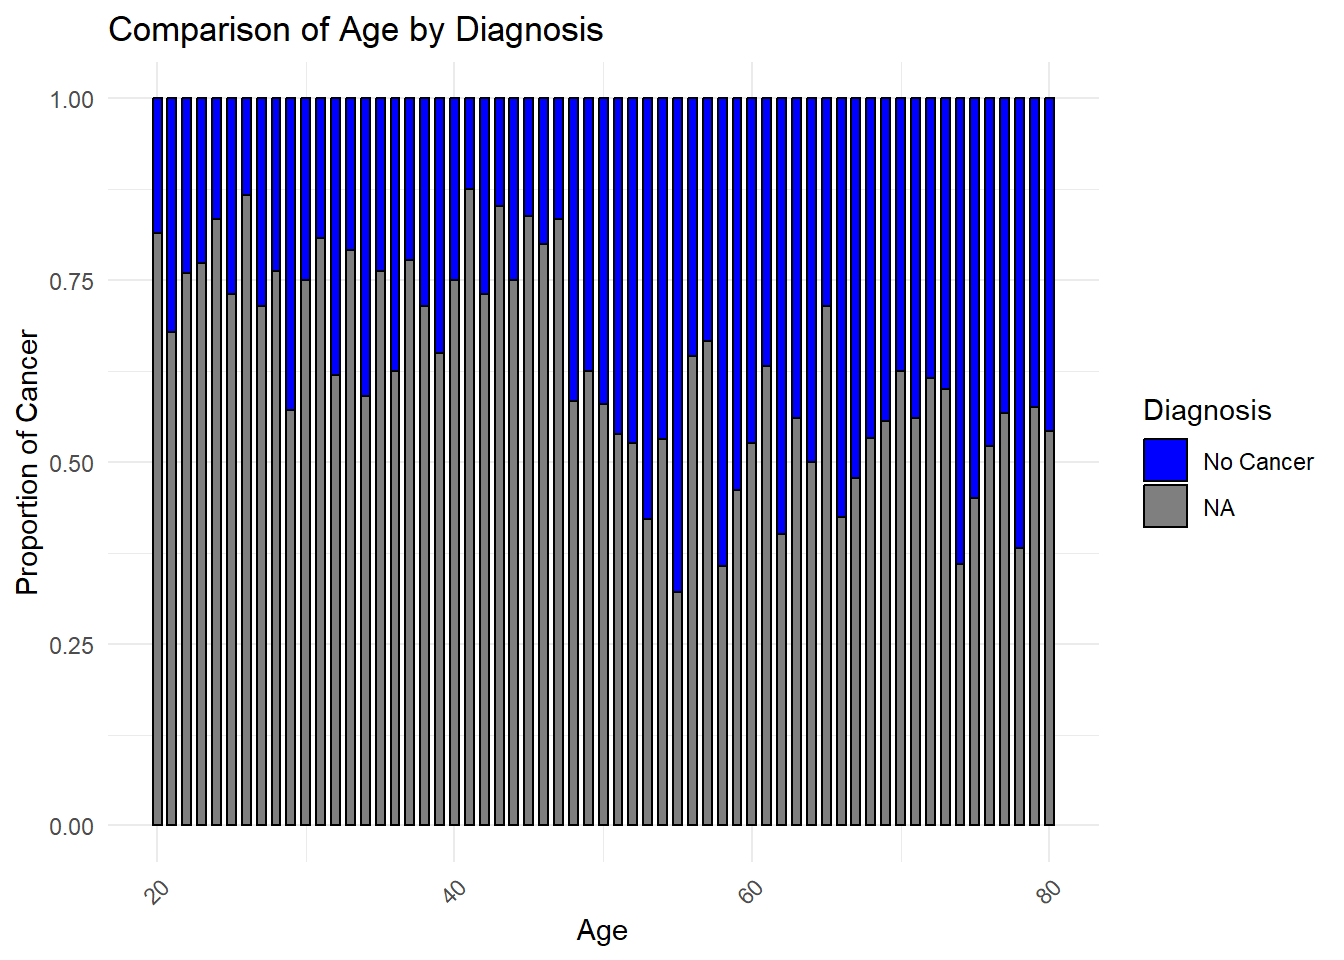 Comparison of Age by Diagnosis
1.00
0.75
0.50
0.25
0.00
Proportion of Cancer
20
40
60
80
Age
Diagnosis
No Cancer
NA